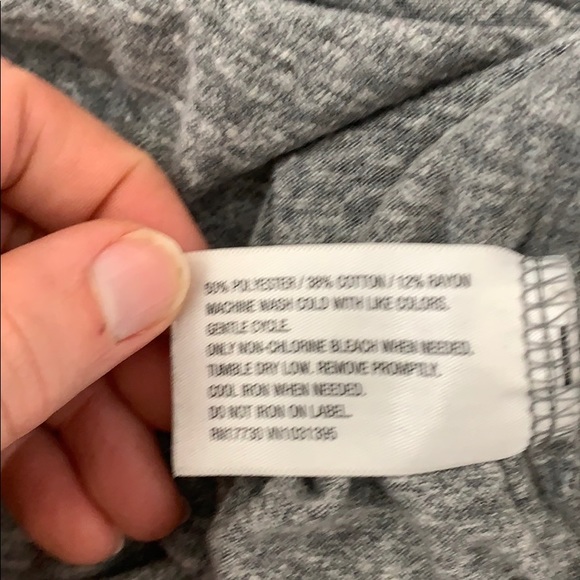 50% POLYESTER / 38% COTTON / 12% RAYON
MACHINE WASH COLD WITH LIKE COLORS.
GENTLE CYCLE.
ONLY NON-CHLORINE BLEACH WHEN NEEDED.
TUMBLE DRY LOW. REMOVE PROMPTLY.
COOL IRON WHEN NEEDED.
DO NOT IRON ON LABEL.
RN17730 VN1031395